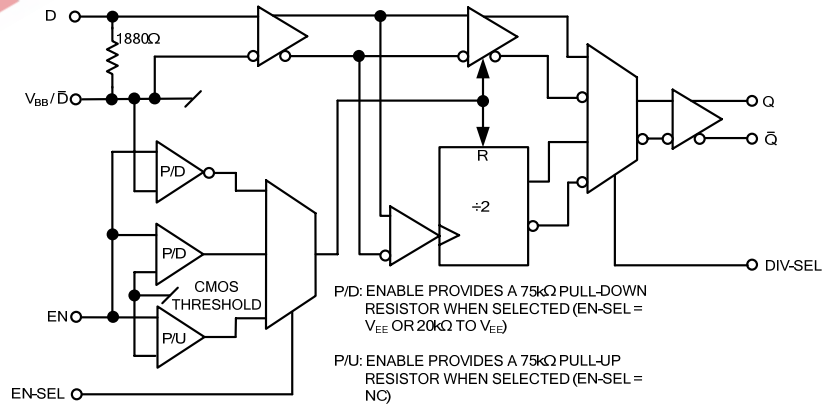 D
1880Ω
V_BB/D̅
P/D
R
÷2
Q
Q̅
P/D
CMOS
THRESHOLD
DIV-SEL
EN
P/U
P/D: ENABLE PROVIDES A 75kΩ PULL-DOWN
RESISTOR WHEN SELECTED (EN-SEL =
V_EE OR 20kΩ TO V_EE)
P/U: ENABLE PROVIDES A 75kΩ PULL-UP
RESISTOR WHEN SELECTED (EN-SEL =
NC)
EN-SEL